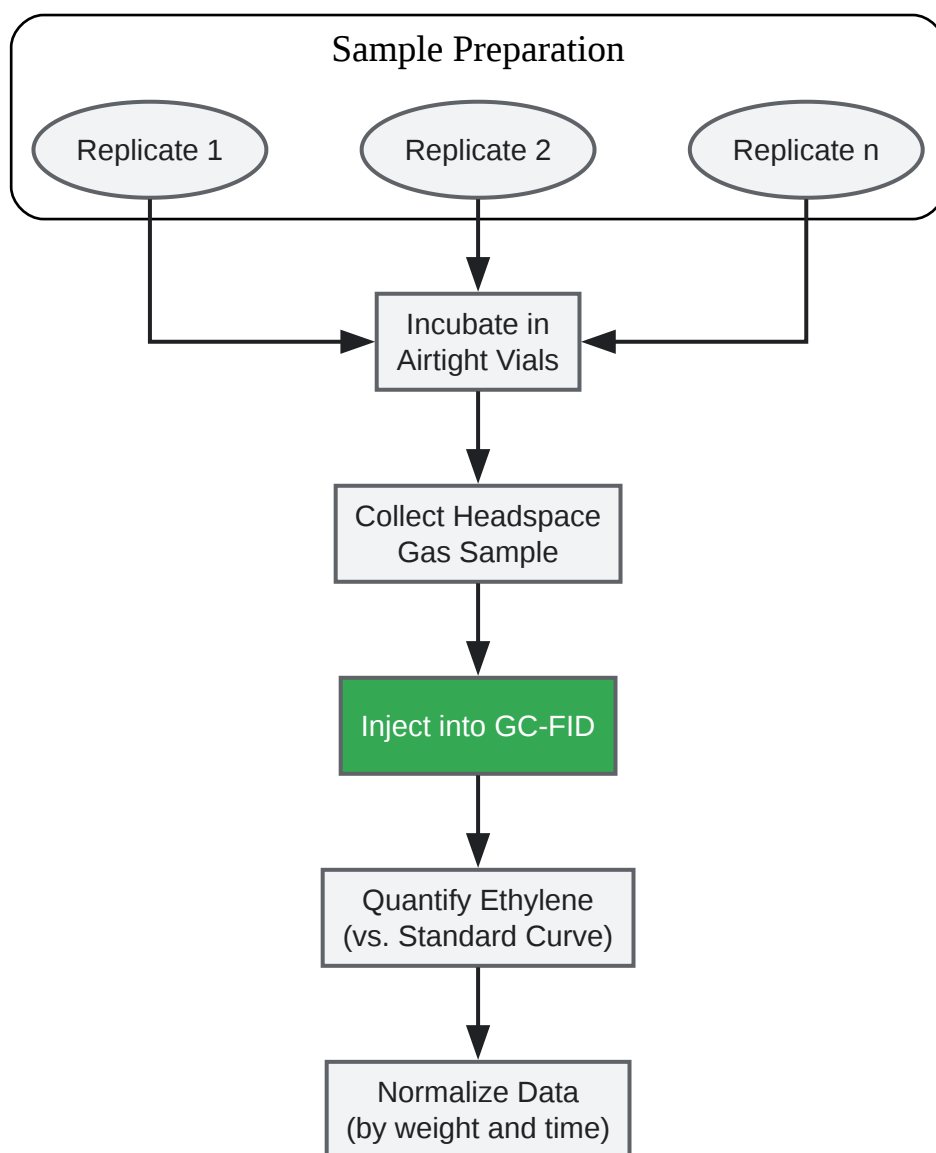 Sample Preparation
Replicate 1
Replicate 2
Replicate n
Incubate in
Airtight Vials
Collect Headspace
Gas Sample
Inject into GC-FID
Quantify Ethylene
(vs. Standard Curve)
Normalize Data
(by weight and time)